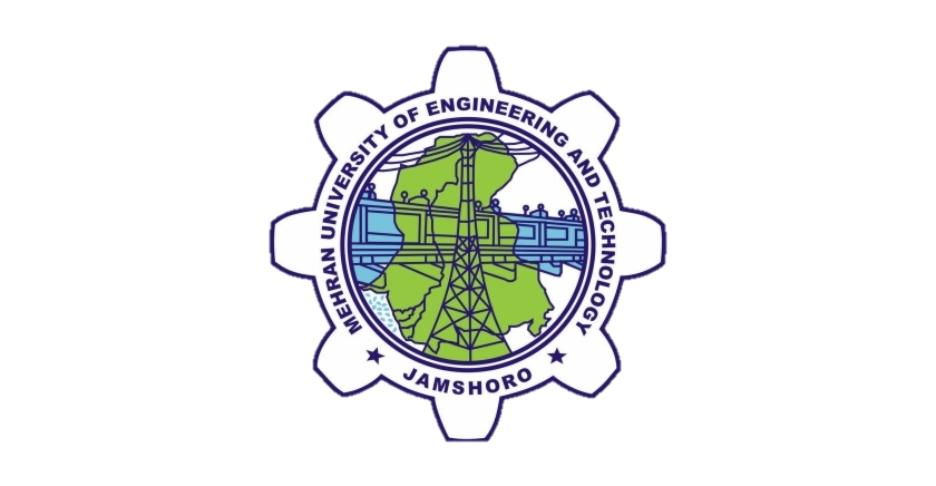 MEHRAN UNIVERSITY OF ENGINEERING AND TECHNOLOGY
JAMSHORO